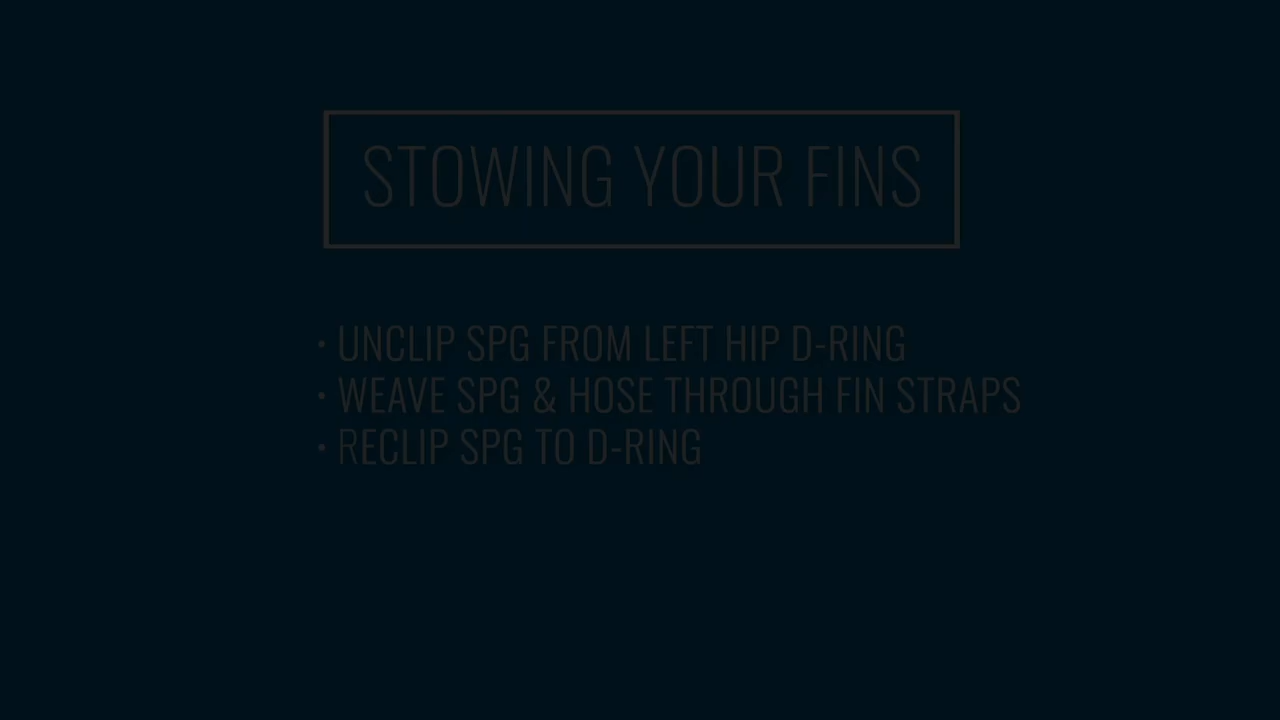 STOWING YOUR FINS
• UNCLIP SPG FROM LEFT HIP D-RING
• WEAVE SPG & HOSE THROUGH FIN STRAPS
• RECLIP SPG TO D-RING